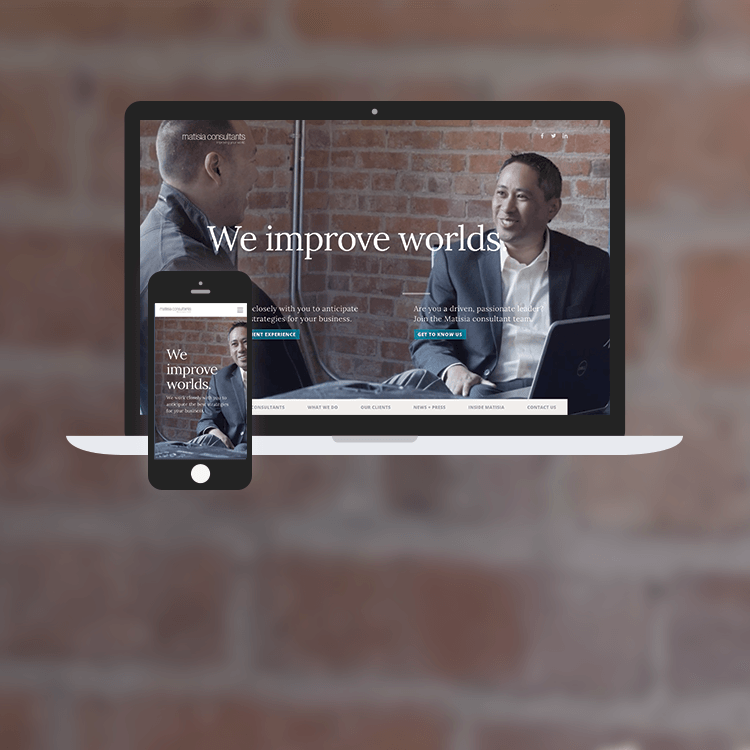 matisia consultants
We improve worlds.
closely with you to anticipate
strategies for your business.
ENT EXPERIENCE
Are you a driven, passionate leader?
Join the Matisia consultant team.
GET TO KNOW US
CONSULTANTS WHAT WE DO OUR CLIENTS NEWS + PRESS INSIDE MATISIA CONTACT US
matisia consultants
We
improve
worlds.
We work closely with you to
anticipate the best strategies
for your business.
DELL